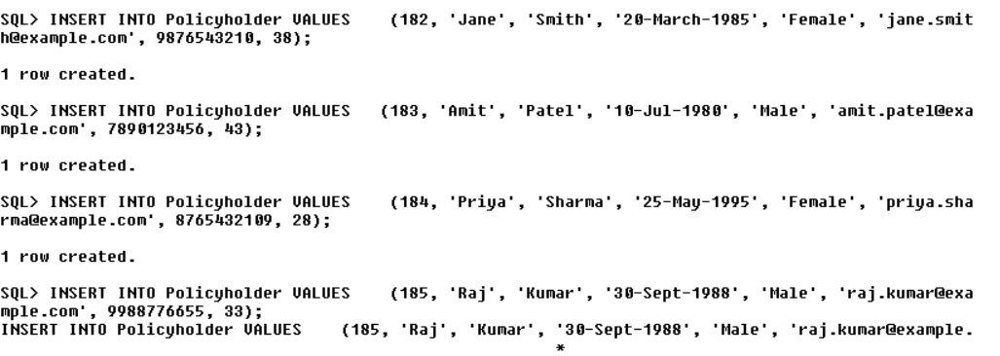 SQL> INSERT INTO Policyholder VALUES    (182, 'Jane', 'Smith', '20-March-1985', 'Female', 'jane.smit
h@example.com', 9876543210, 38);
1 row created.
SQL> INSERT INTO Policyholder VALUES   (183, 'Amit', 'Patel', '10-Jul-1980', 'Male', 'amit.patel@exa
mple.com', 7890123456, 43);
1 row created.
SQL> INSERT INTO Policyholder VALUES    (184, 'Priya', 'Sharma', '25-May-1995', 'Female', 'priya.sha
rma@example.com', 8765432109, 28);
1 row created.
SQL> INSERT INTO Policyholder VALUES    (185, 'Raj', 'Kumar', '30-Sept-1988', 'Male', 'raj.kumar@exa
mple.com', 9988776655, 33);
INSERT INTO Policyholder VALUES    (185, 'Raj', 'Kumar', '30-Sept-1988', 'Male', 'raj.kumar@example.
*